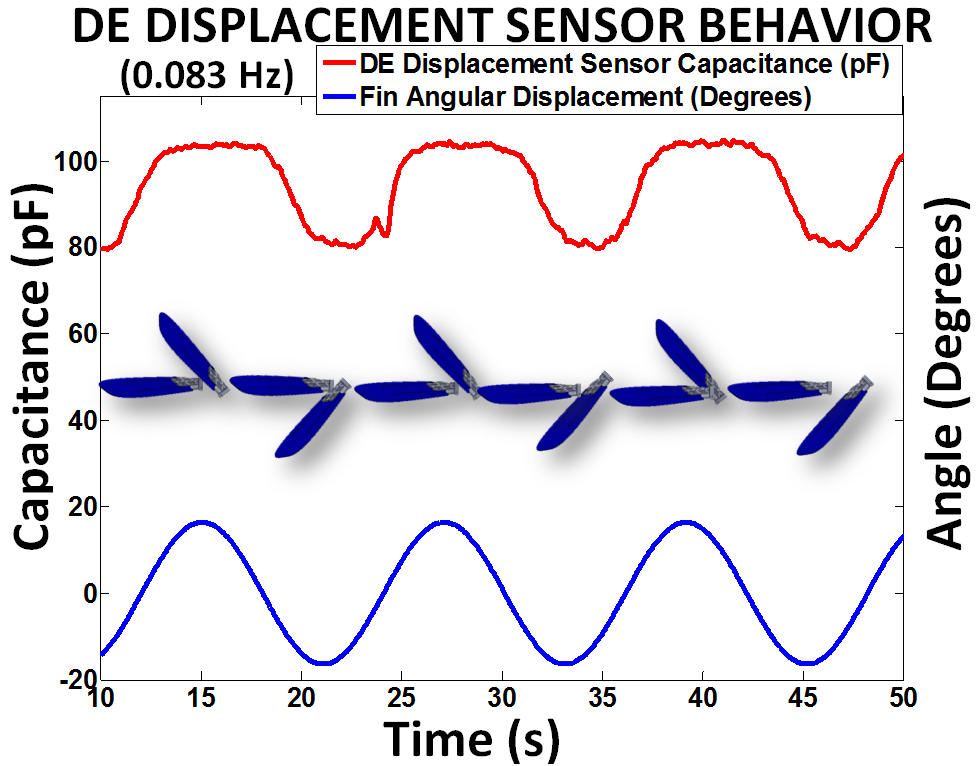 DE DISPLACEMENT SENSOR BEHAVIOR
(0.083 Hz)
DE Displacement Sensor Capacitance (pF)
Fin Angular Displacement (Degrees)
Capacitance (pF)
100
80
60
40
20
0
-20
10 15 20 25 30 35 40 45 50
Time (s)
Angle (Degrees)